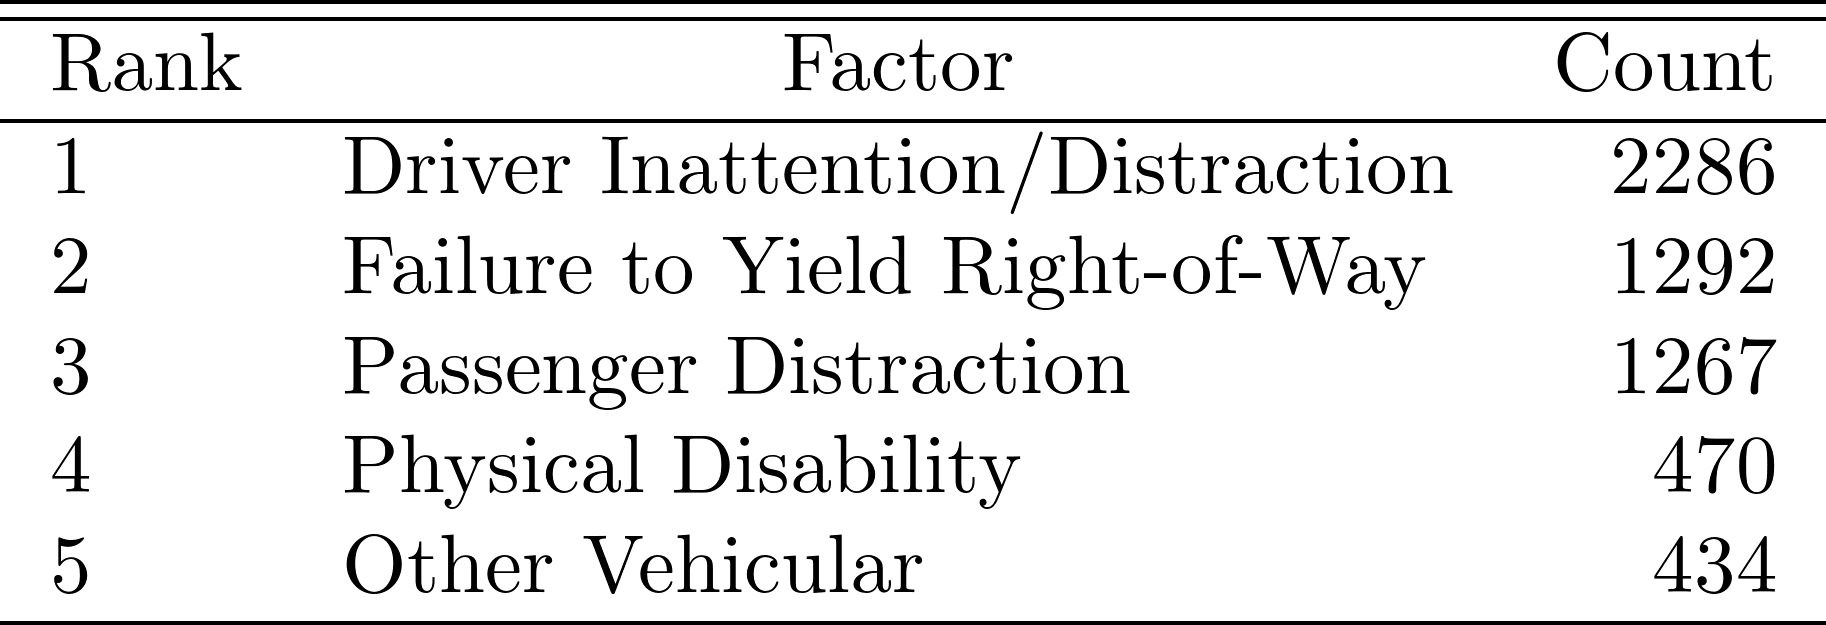 Rank Factor Count
1 Driver Inattention/Distraction 2286
2 Failure to Yield Right-of-Way 1292
3 Passenger Distraction 1267
4 Physical Disability 470
5 Other Vehicular 434